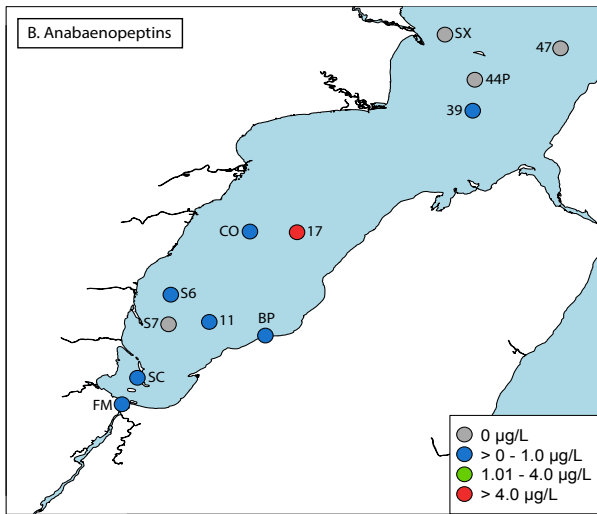 B. Anabaenopeptins
SX
47
44P
39
CO
17
S6
S7
11
BP
SC
FM
0 µg/L
> 0 - 1.0 µg/L
1.01 - 4.0 µg/L
> 4.0 µg/L